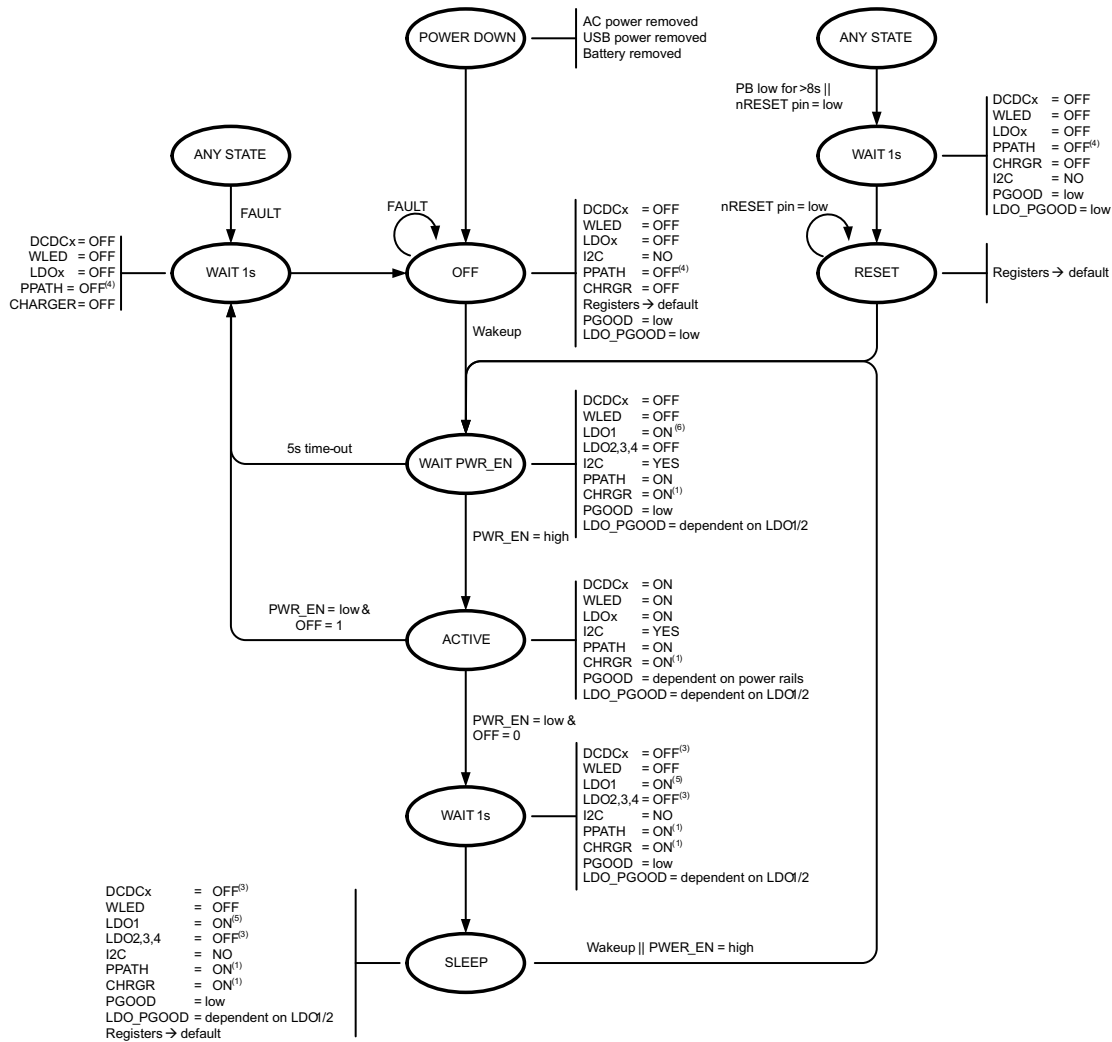 POWER DOWN
AC power removed
USB power removed
Battery removed
ANY STATE
PB low for >8s ||
nRESET pin = low
WAIT 1s
DCDCx = OFF
WLED = OFF
LDOx = OFF
PPATH = OFF(4)
CHRGR = OFF
I2C = NO
PGOOD = low
LDO_PGOOD = low
nRESET pin = low
RESET
Registers → default
ANY STATE
FAULT
DCDCx = OFF
WLED = OFF
LDOx = OFF
PPATH = OFF(4)
CHARGER = OFF
WAIT 1s
FAULT
OFF
DCDCx = OFF
WLED = OFF
LDOx = OFF
I2C = NO
PPATH = OFF(4)
CHRGR = OFF
Registers → default
PGOOD = low
LDO_PGOOD = low
Wakeup
5s time-out
WAIT PWR_EN
DCDCx = OFF
WLED = OFF
LDO1 = ON(6)
LDO2,3,4 = OFF
I2C = YES
PPATH = ON
CHRGR = ON(1)
PGOOD = low
LDO_PGOOD = dependent on LDO1/2
PWR_EN = high
PWR_EN = low &
OFF = 1
ACTIVE
DCDCx = ON
WLED = ON
LDOx = ON
I2C = YES
PPATH = ON
CHRGR = ON(1)
PGOOD = dependent on power rails
LDO_PGOOD = dependent on LDO1/2
PWR_EN = low &
OFF = 0
WAIT 1s
DCDCx = OFF(3)
WLED = OFF
LDO1 = ON(5)
LDO2,3,4 = OFF(3)
I2C = NO
PPATH = ON(1)
CHRGR = ON(1)
PGOOD = low
LDO_PGOOD = dependent on LDO1/2
DCDCx = OFF(3)
WLED = OFF
LDO1 = ON(5)
LDO2,3,4 = OFF(3)
I2C = NO
PPATH = ON(1)
CHRGR = ON(1)
PGOOD = low
LDO_PGOOD = dependent on LDO1/2
Registers → default
SLEEP
Wakeup || PWER_EN = high